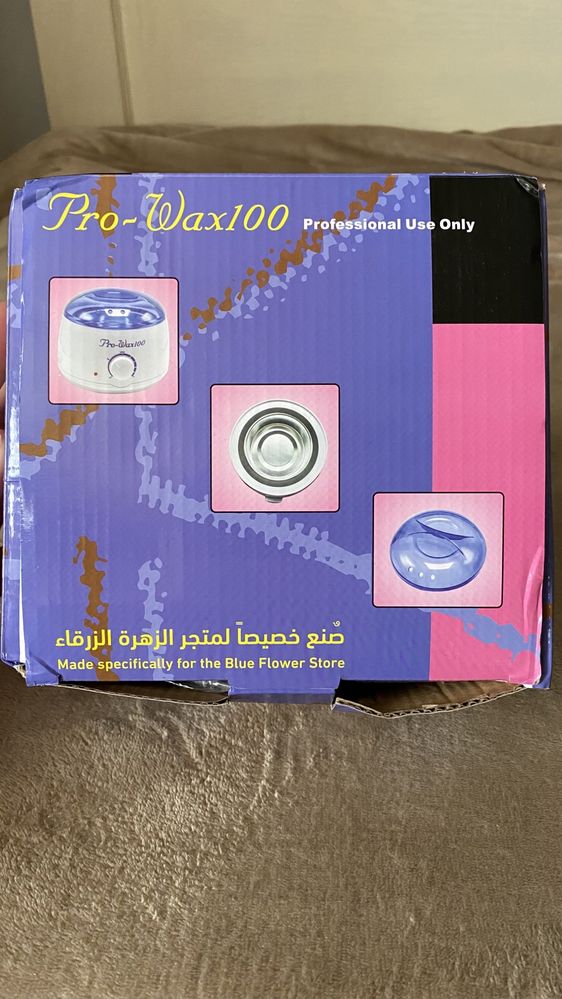 Pro-Wax100 Professional Use Only
Pro-Wax100
صُنع خصيصاً لمتجر الزهرة الزرقاء
Made specifically for the Blue Flower Store